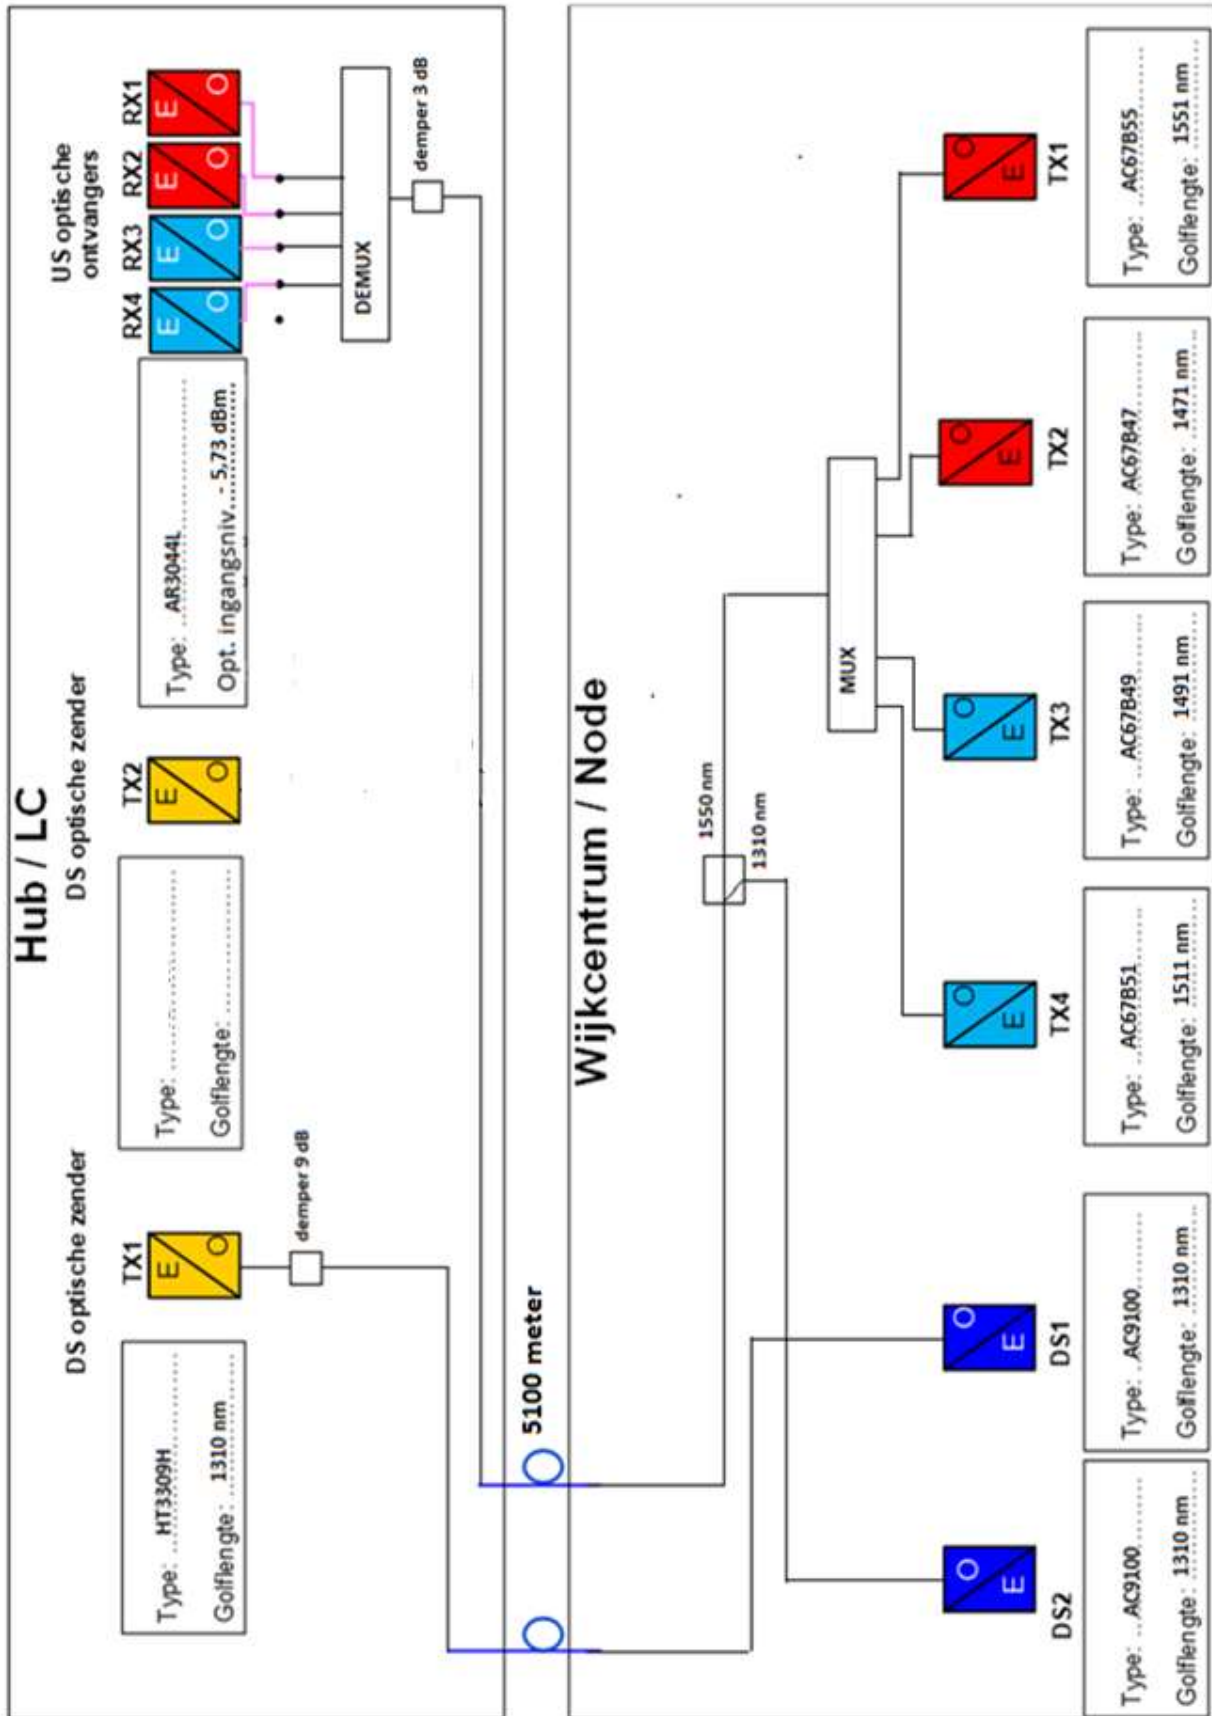 Hub / LC
DS optische zender
DS optische zender
US optische
ontvangers
TX1
TX2
RX4
RX3
RX2
RX1
E
O
E
O
E
O
E
O
E
O
E
O
Type: ...HT3309H
Golflengte: ...1310 nm
Type:
Golflengte:
Type: ...AR3044L
Opt. ingangsniv... - 5,73 dBm
demper 9 dB
DEMUX
demper 3 dB
5100 meter
Wijkcentrum / Node
1550 nm
1310 nm
MUX
O
E
O
E
O
E
O
E
O
E
O
E
DS2
DS1
TX4
TX3
TX2
TX1
Type: ...AC9100
Golflengte: 1310 nm
Type: ..AC9100
Golflengte: ..1310 nm
Type: ..AC67B51
Golflengte: 1511 nm
Type: ...AC67B49
Golflengte: 1491 nm
Type: AC67B47
Golflengte: ..1471 nm
Type: ..AC67B55
Golflengte: ..1551 nm